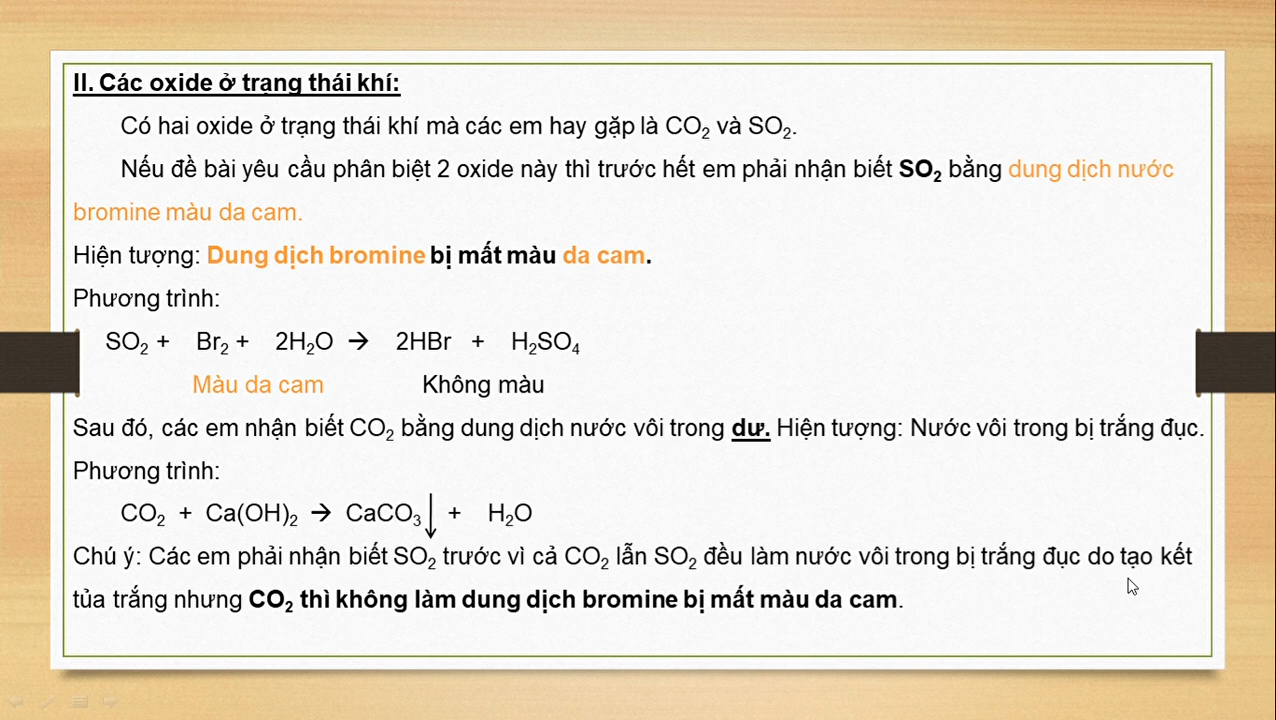 II. Các oxide ở trạng thái khí:
Có hai oxide ở trạng thái khí mà các em hay gặp là CO₂ và SO₂.
Nếu đề bài yêu cầu phân biệt 2 oxide này thì trước hết em phải nhận biết SO₂ bằng dung dịch nước
bromine màu da cam.
Hiện tượng: Dung dịch bromine bị mất màu da cam.
Phương trình:
SO₂ + Br₂ + 2H₂O → 2HBr + H₂SO₄
Màu da cam Không màu
Sau đó, các em nhận biết CO₂ bằng dung dịch nước vôi trong dư. Hiện tượng: Nước vôi trong bị trắng đục.
Phương trình:
CO₂ + Ca(OH)₂ → CaCO₃↓ + H₂O
Chú ý: Các em phải nhận biết SO₂ trước vì cả CO₂ lẫn SO₂ đều làm nước vôi trong bị trắng đục do tạo kết
tủa trắng nhưng CO₂ thì không làm dung dịch bromine bị mất màu da cam.